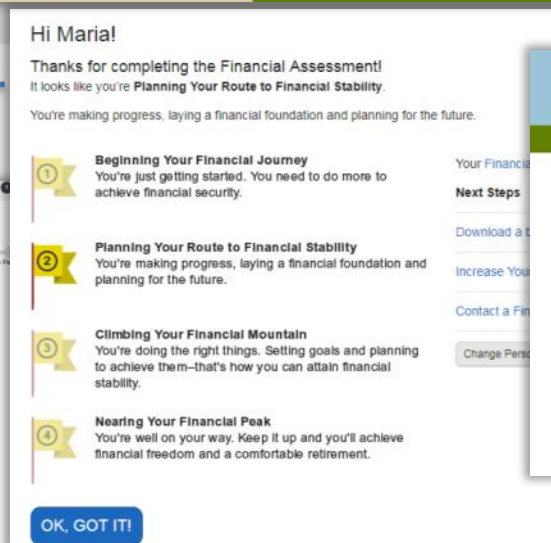 Hi Maria!
Thanks for completing the Financial Assessment!
It looks like you're Planning Your Route to Financial Stability.
You're making progress, laying a financial foundation and planning for the future.
1
Beginning Your Financial Journey
You're just getting started. You need to do more to
achieve financial security.
2
Planning Your Route to Financial Stability
You're making progress, laying a financial foundation and
planning for the future.
3
Climbing Your Financial Mountain
You're doing the right things. Setting goals and planning
to achieve them–that's how you can attain financial
stability.
4
Nearing Your Financial Peak
You're well on your way. Keep it up and you'll achieve
financial freedom and a comfortable retirement.
OK, GOT IT!
Your
Next Steps
Download a
Increase
Contact a
Change